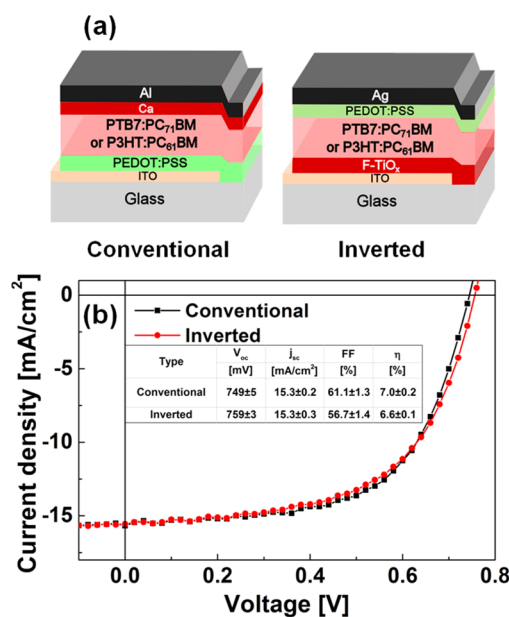 (a)
Al
Ca
PTB7:PC₇₁BM
or P3HT:PC₆₁BM
PEDOT:PSS
ITO
Glass
Conventional
Ag
PEDOT:PSS
PTB7:PC₇₁BM
or P3HT:PC₆₁BM
F-TiOₓ
ITO
Glass
Inverted
(b)
Conventional
Inverted
Type Voc jsc FF η
[mV] [mA/cm²] [%] [%]
Conventional 749±5 15.3±0.2 61.1±1.3 7.0±0.2
Inverted 759±3 15.3±0.3 56.7±1.4 6.6±0.1
Current density [mA/cm²]
0
-5
-10
-15
0.0 0.2 0.4 0.6 0.8
Voltage [V]